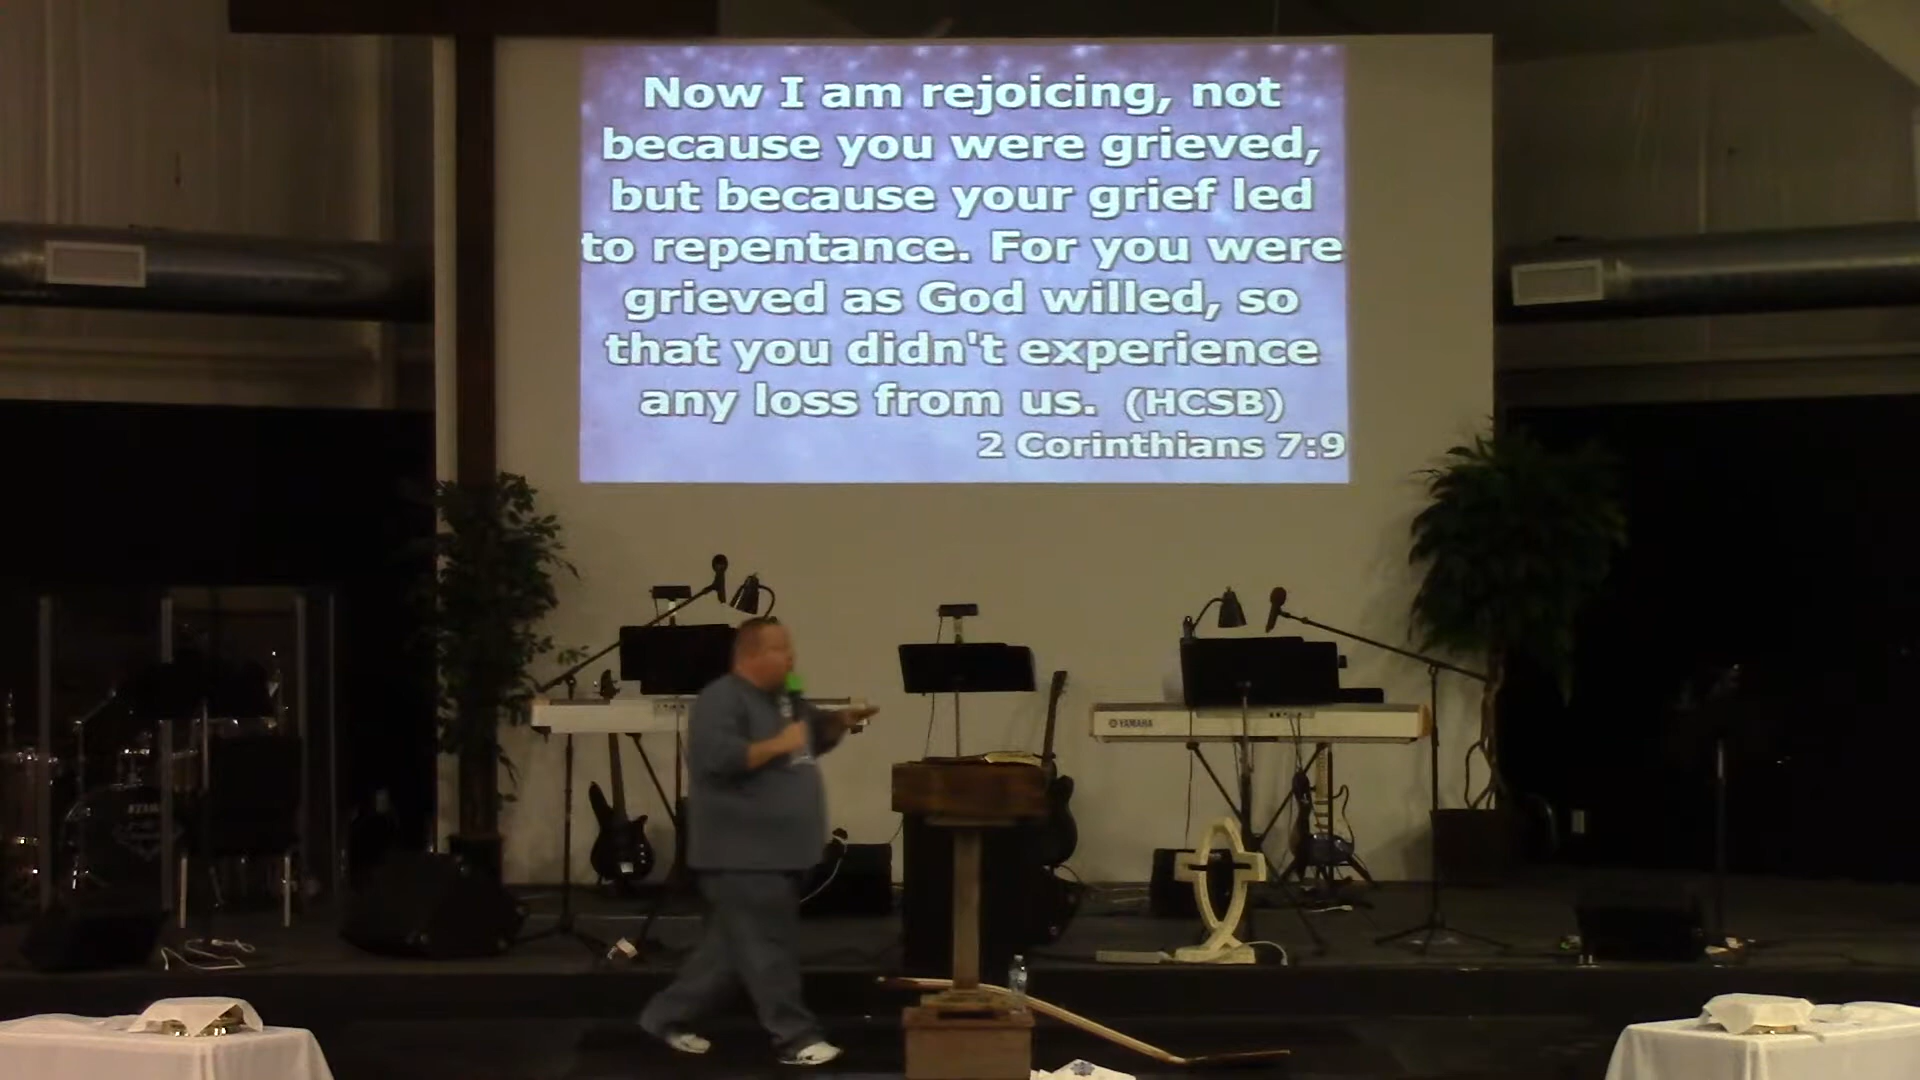 Now I am rejoicing, not
because you were grieved,
but because your grief led
to repentance. For you were
grieved as God willed, so
that you didn't experience
any loss from us. (HCSB)
2 Corinthians 7:9
YAMAHA